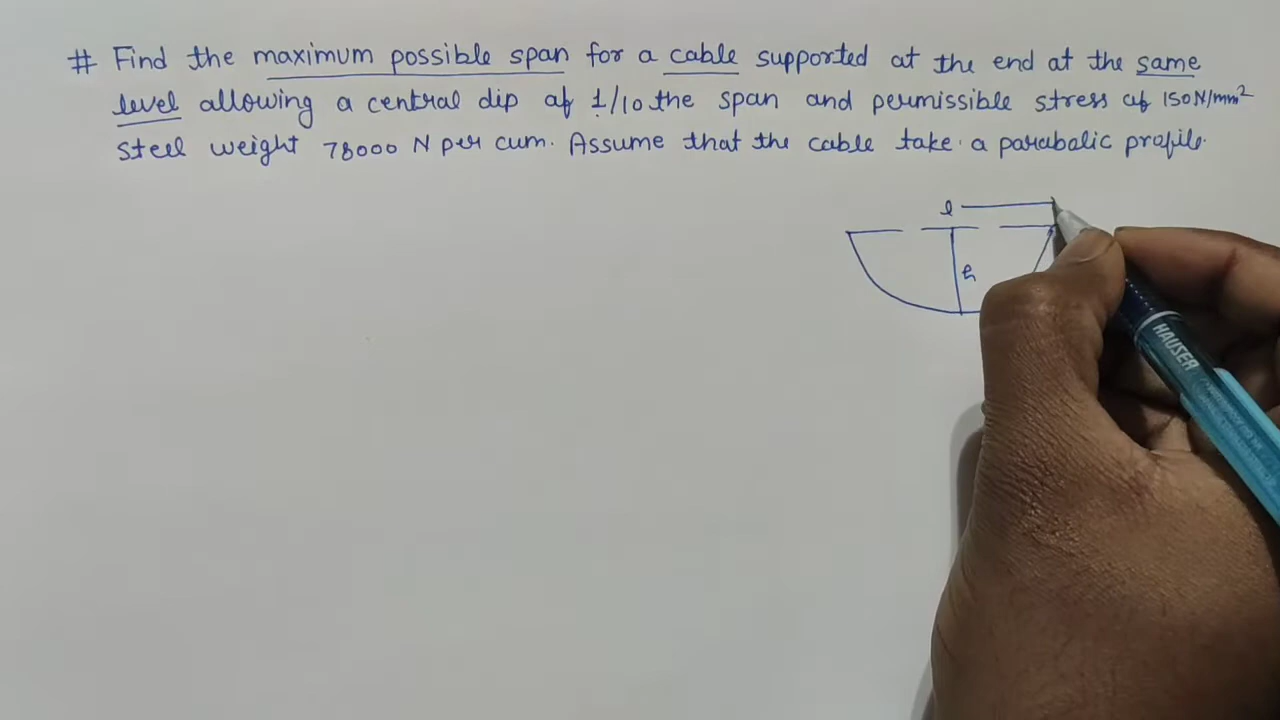 # Find the maximum possible span for a cable supported at the end at the same
level allowing a central dip of 1/10 the span and permissible stress of 150N/mm²
Steel weight 78000 N per cum. Assume that the cable take a parabolic profile.
l
h
HAUSER